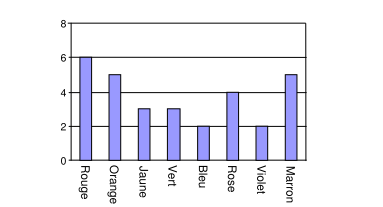 8
6
4
2
0
Rouge
Orange
Jaune
Vert
Bleu
Rose
Violet
Marron